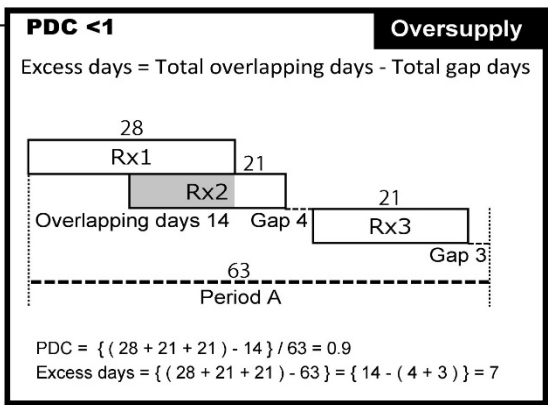 PDC <1
Oversupply
Excess days = Total overlapping days - Total gap days
28
Rx1
21
Rx2
21
Overlapping days 14 Gap 4
Rx3
Gap 3
63
Period A
PDC = { ( 28 + 21 + 21 ) - 14 } / 63 = 0.9
Excess days = { ( 28 + 21 + 21 ) - 63 } = { 14 - ( 4 + 3 ) } = 7